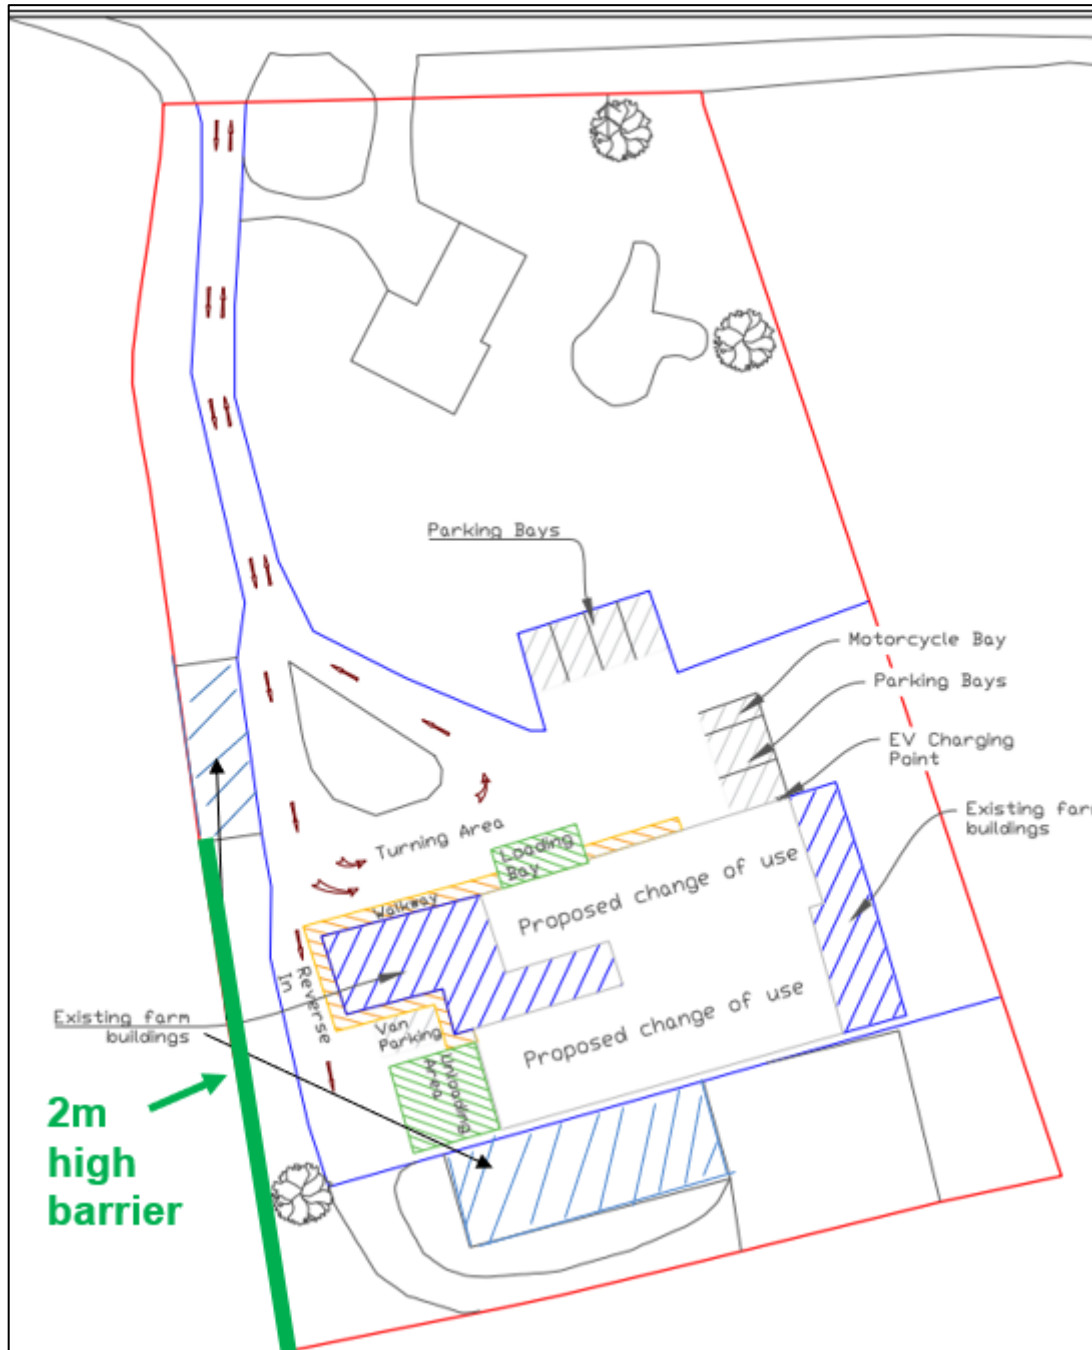 Parking Bays
Motorcycle Bay
Parking Bays
EV Charging
Point
Existing farm
buildings
Turning Area
Loading
Bay
Walkway
Proposed change of use
Reverse
In
Existing farm
buildings
Van
Parking
Proposed change of use
Unloading
Area
2m
high
barrier